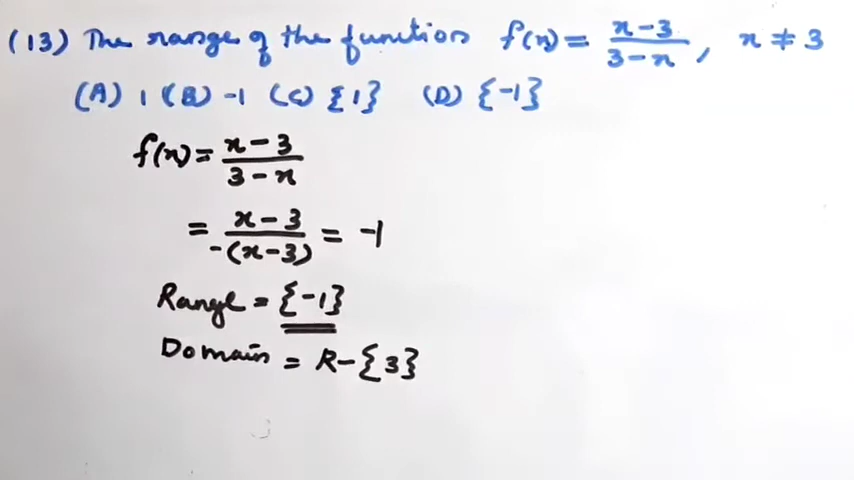 (13) The range of the function f(x) = x-3 / 3-x , x ≠ 3
(A) 1 (B) -1 (C) {1} (D) {-1}
f(x) = x-3 / 3-x
= x-3 / -(x-3) = -1
Range = {-1}
Domain = R-{3}